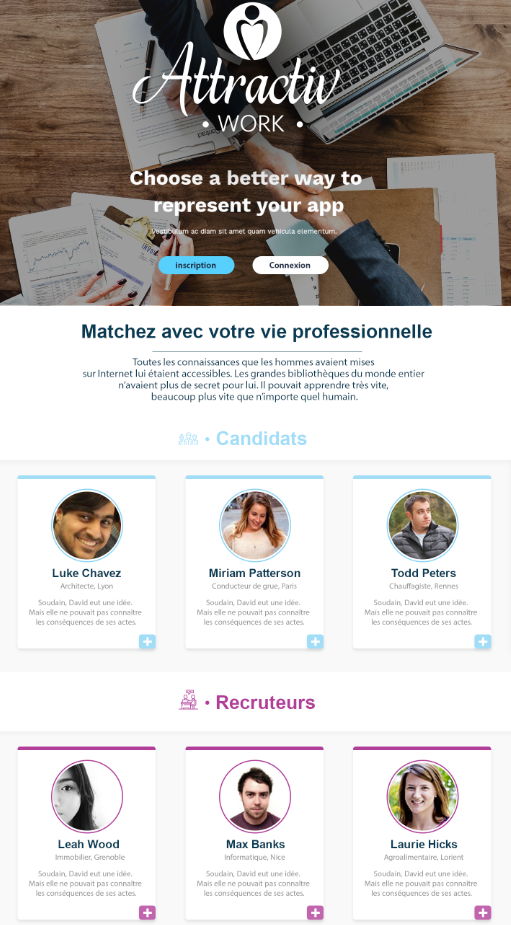 Attractiv
• WORK •
Choose a better way to
represent your app
Vestibulum ac diam sit amet quam vehicula elementum.
inscription
Connexion
Matchez avec votre vie professionnelle
Toutes les connaissances que les hommes avaient mises
sur Internet lui étaient accessibles. Les grandes bibliothèques du monde entier
n'avaient plus de secret pour lui. Il pouvait apprendre très vite,
beaucoup plus vite que n'importe quel humain.
• Candidats
Luke Chavez
Architecte, Lyon
Soudain, David eut une idée.
Mais elle ne pouvait pas connaître
les conséquences de ses actes.
Miriam Patterson
Conducteur de grue, Paris
Soudain, David eut une idée.
Mais elle ne pouvait pas connaître
les conséquences de ses actes.
Todd Peters
Chauffagiste, Rennes
Soudain, David eut une idée.
Mais elle ne pouvait pas connaître
les conséquences de ses actes.
• Recruteurs
Leah Wood
Immobilier, Grenoble
Soudain, David eut une idée.
Mais elle ne pouvait pas connaître
les conséquences de ses actes.
Max Banks
Informatique, Nice
Soudain, David eut une idée.
Mais elle ne pouvait pas connaître
les conséquences de ses actes.
Laurie Hicks
Agroalimentaire, Lorient
Soudain, David eut une idée.
Mais elle ne pouvait pas connaître
les conséquences de ses actes.